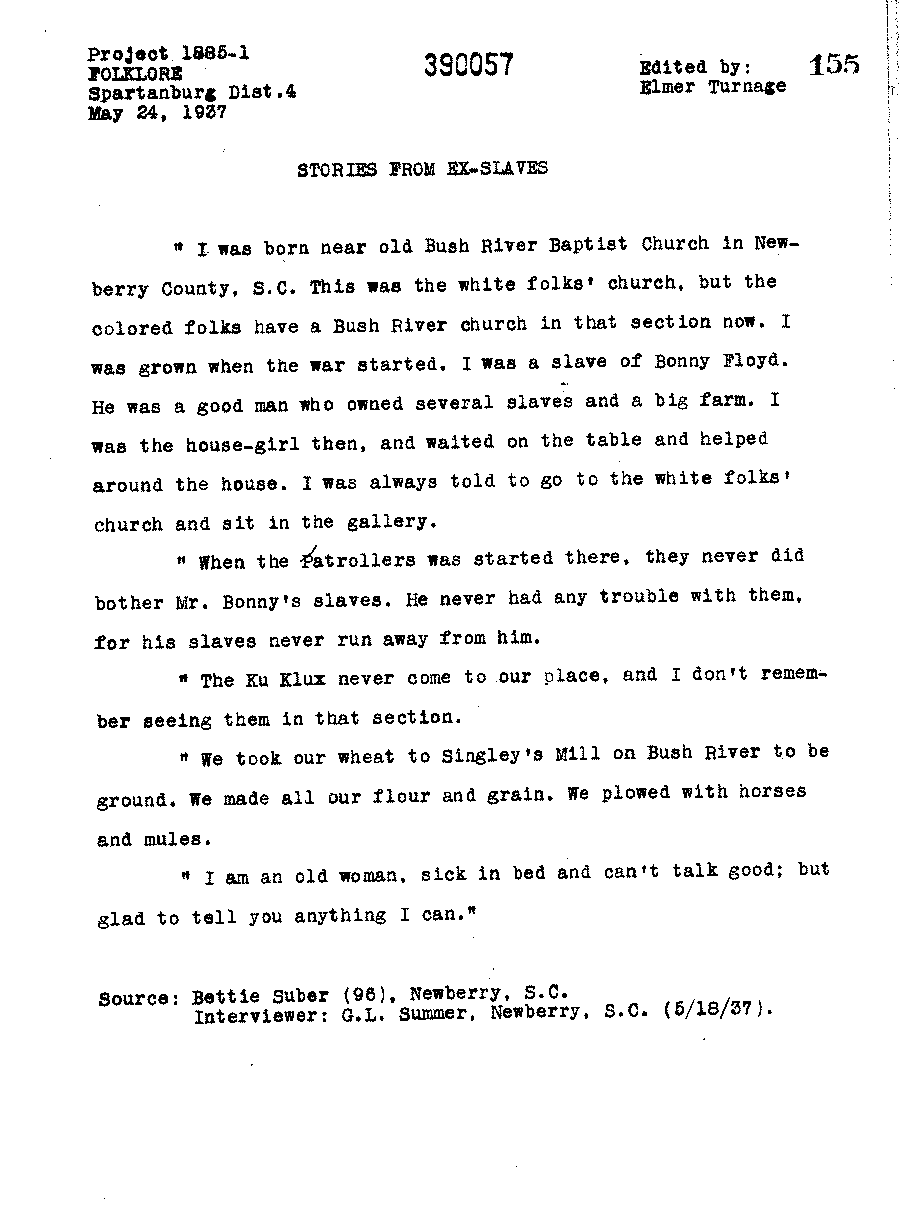 Project 1885-1
FOLKLORE
Spartanburg Dist.4
May 24, 1937
390057
Edited by:
Elmer Turnage
155
STORIES FROM EX-SLAVES
" I was born near old Bush River Baptist Church in New-
berry County, S.C. This was the white folks' church, but the
colored folks have a Bush River church in that section now. I
was grown when the war started. I was a slave of Bonny Floyd.
He was a good man who owned several slaves and a big farm. I
was the house-girl then, and waited on the table and helped
around the house. I was always told to go to the white folks'
church and sit in the gallery.
" When the Patrollers was started there, they never did
bother Mr. Bonny's slaves. He never had any trouble with them,
for his slaves never run away from him.
" The Ku Klux never come to our place, and I don't remem-
ber seeing them in that section.
" We took our wheat to Singley's Mill on Bush River to be
ground. We made all our flour and grain. We plowed with horses
and mules.
" I am an old woman, sick in bed and can't talk good; but
glad to tell you anything I can."
Source: Bettie Suber (96), Newberry, S.C.
Interviewer: G.L. Summer, Newberry, S.C. (5/18/37).